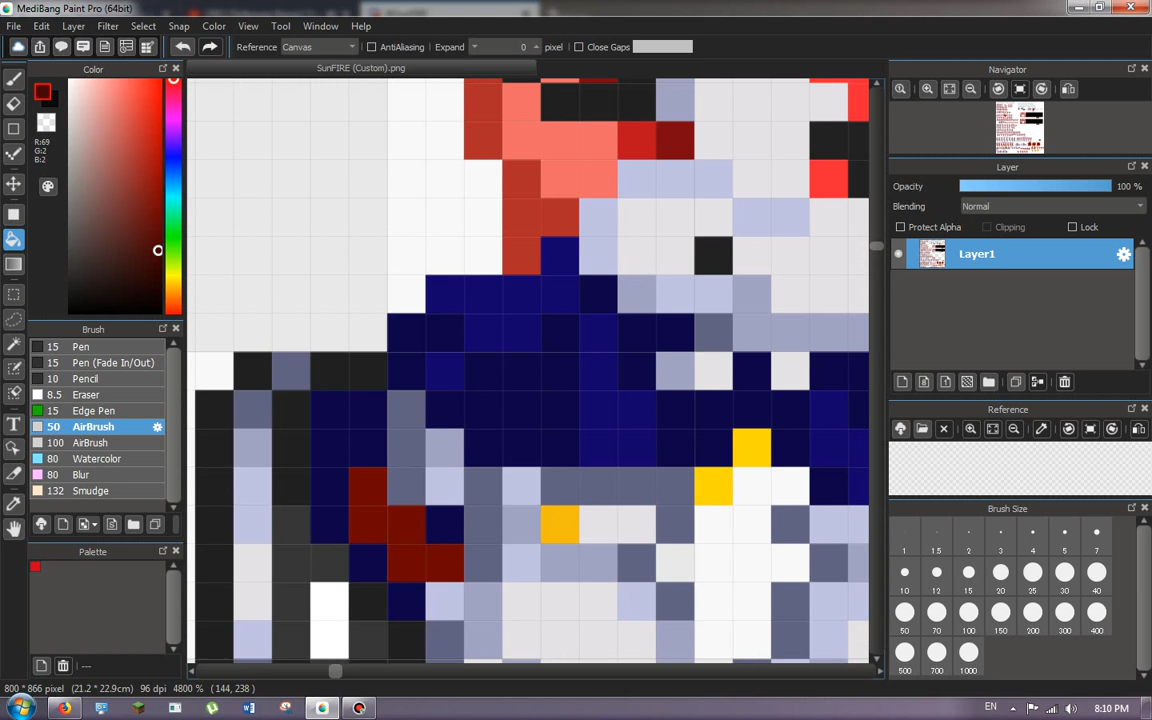 MediBang Paint Pro (64bit)
File Edit Layer Filter Select Snap Color View Tool Window Help
Reference Canvas AntiAliasing Expand 0 pixel Close Gaps
Color
SunFIRE (Custom).png
Navigator
R:69
G:2
B:2
Layer
Opacity 100 %
Blending Normal
Protect Alpha Clipping Lock
Layer1
Brush
15 Pen
15 Pen (Fade In/Out)
10 Pencil
8.5 Eraser
15 Edge Pen
50 AirBrush
100 AirBrush
80 Watercolor
80 Blur
132 Smudge
Reference
Brush Size
1 1.5 2 3 4 5 7
10 12 15 20 25 30 40
50 70 100 150 200 300 400
500 700 1000
Palette
---
800 * 866 pixel (21.2 * 22.9cm) 96 dpi 4800 % ( 144, 238 )
EN 8:10 PM